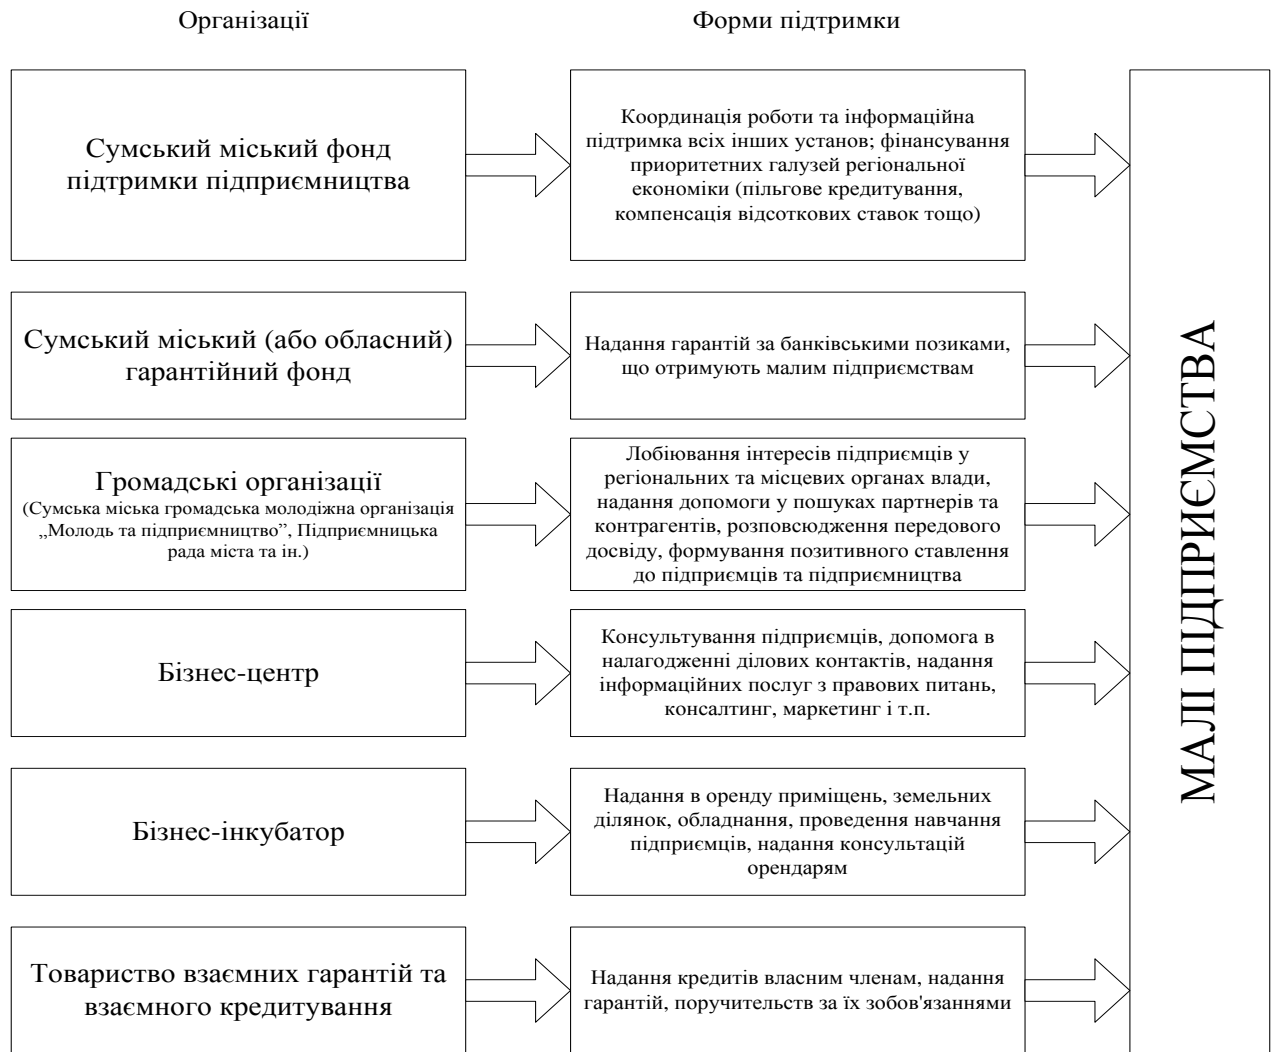 Організації
Форми підтримки
Сумський міський фонд
підтримки підприємництва
Координація роботи та інформаційна
підтримка всіх інших установ; фінансування
приоритетних галузей регіональної
економіки (пільгове кредитування,
компенсація відсоткових ставок тощо)
Сумський міський (або обласний)
гарантійний фонд
Надання гарантій за банківськими позиками,
що отримують малим підприємствам
Громадські організації
(Сумська міська громадська молодіжна організація
„Молодь та підприємництво”, Підприємницька
рада міста та ін.)
Лобіювання інтересів підприємців у
регіональних та місцевих органах влади,
надання допомоги у пошуках партнерів та
контрагентів, розповсюдження передового
досвіду, формування позитивного ставлення
до підприємців та підприємництва
Бізнес-центр
Консультування підприємців, допомога в
налагодженні ділових контактів, надання
інформаційних послуг з правових питань,
консалтинг, маркетинг і т.п.
Бізнес-інкубатор
Надання в оренду приміщень, земельних
ділянок, обладнання, проведення навчання
підприємців, надання консультацій
орендарям
Товариство взаємних гарантій та
взаємного кредитування
Надання кредитів власним членам, надання
гарантій, поручительств за їх зобов'язаннями
МАЛІ ПІДПРИЄМСТВА